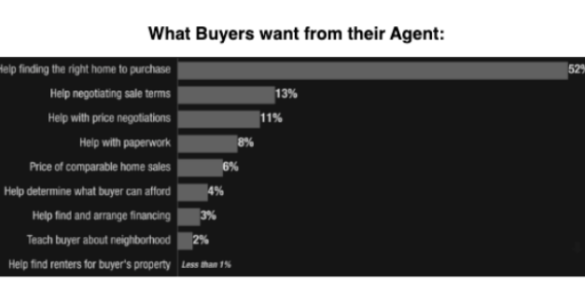 What Buyers want from their Agent:
Help finding the right home to purchase 52%
Help negotiating sale terms 13%
Help with price negotiations 11%
Help with paperwork 8%
Price of comparable home sales 6%
Help determine what buyer can afford 4%
Help find and arrange financing 3%
Teach buyer about neighborhood 2%
Help find renters for buyer's property Less than 1%